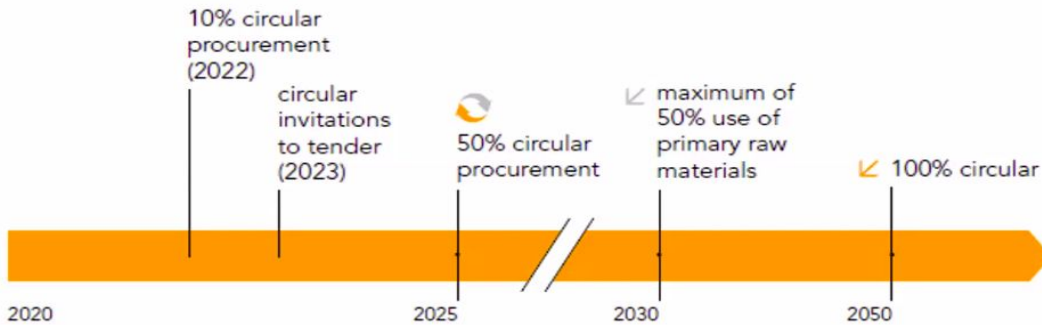 10% circular
procurement
(2022)
circular
invitations
to tender
(2023)
50% circular
procurement
maximum of
50% use of
primary raw
materials
100% circular
2020
2025
2030
2050